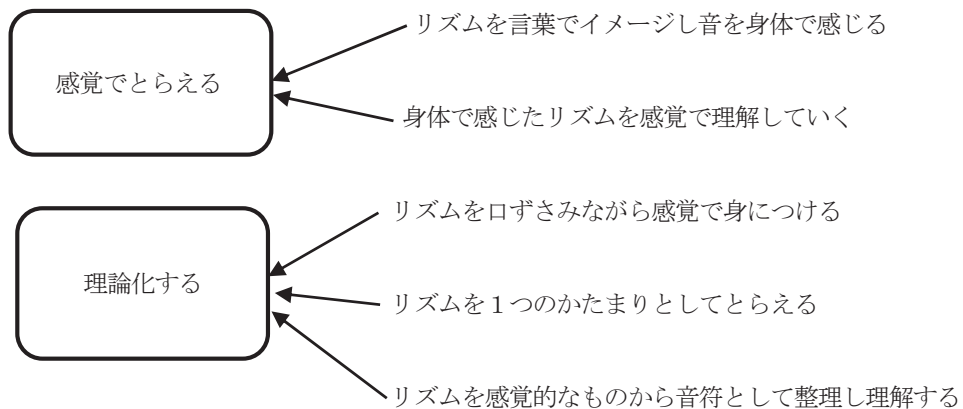 リズムを言葉でイメージし音を身体で感じる
感覚でとらえる
身体で感じたリズムを感覚で理解していく
リズムを口ずさみながら感覚で身につける
理論化する
リズムを１つのかたまりとしてとらえる
リズムを感覚的なものから音符として整理し理解する